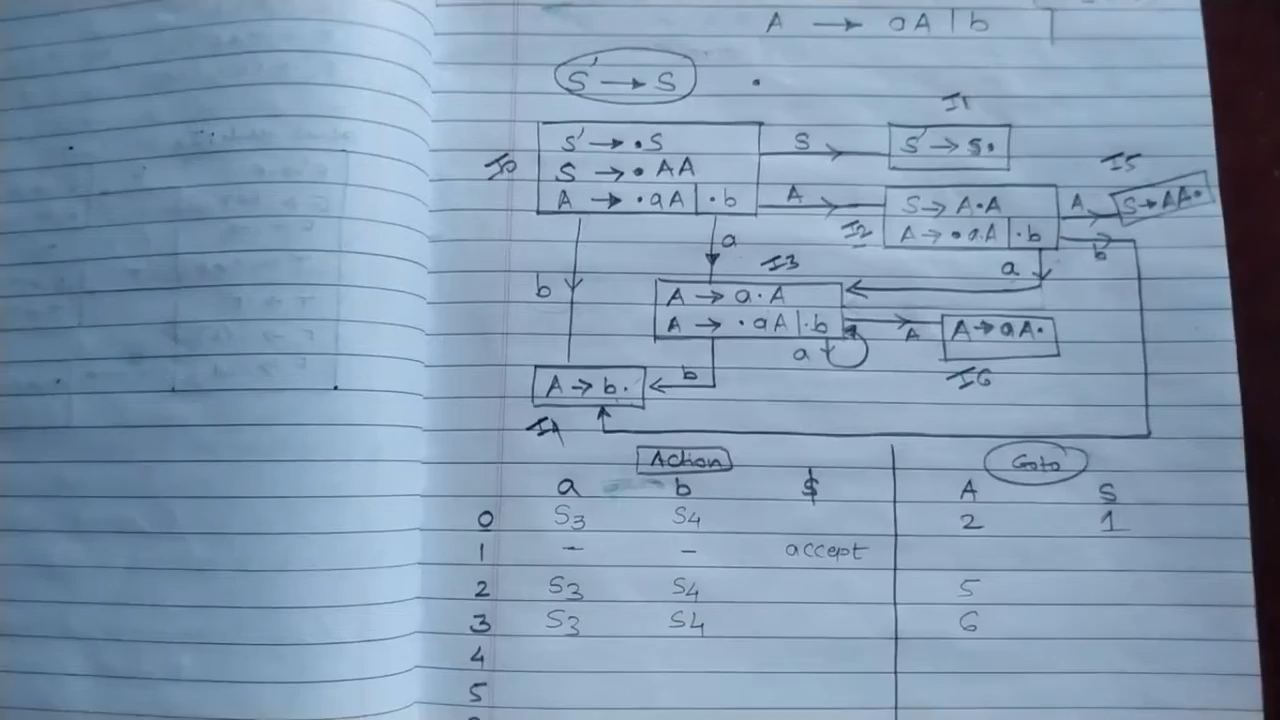 A → aA | b
S' → S
I1
S' → •S
S
S' → S•
I0
S → •AA
I5
A → •aA | •b
A
S → A•A
A
S → AA•
I2
A → •aA | •b
b
a
I3
a
b
A → a•A
A → •aA | •b
A
A → aA•
a
I6
b
A → b•
I4
Action
Goto
a b $ A S
0 S3 S4 2 1
1 – – accept
2 S3 S4 5
3 S3 S4 6
4
5